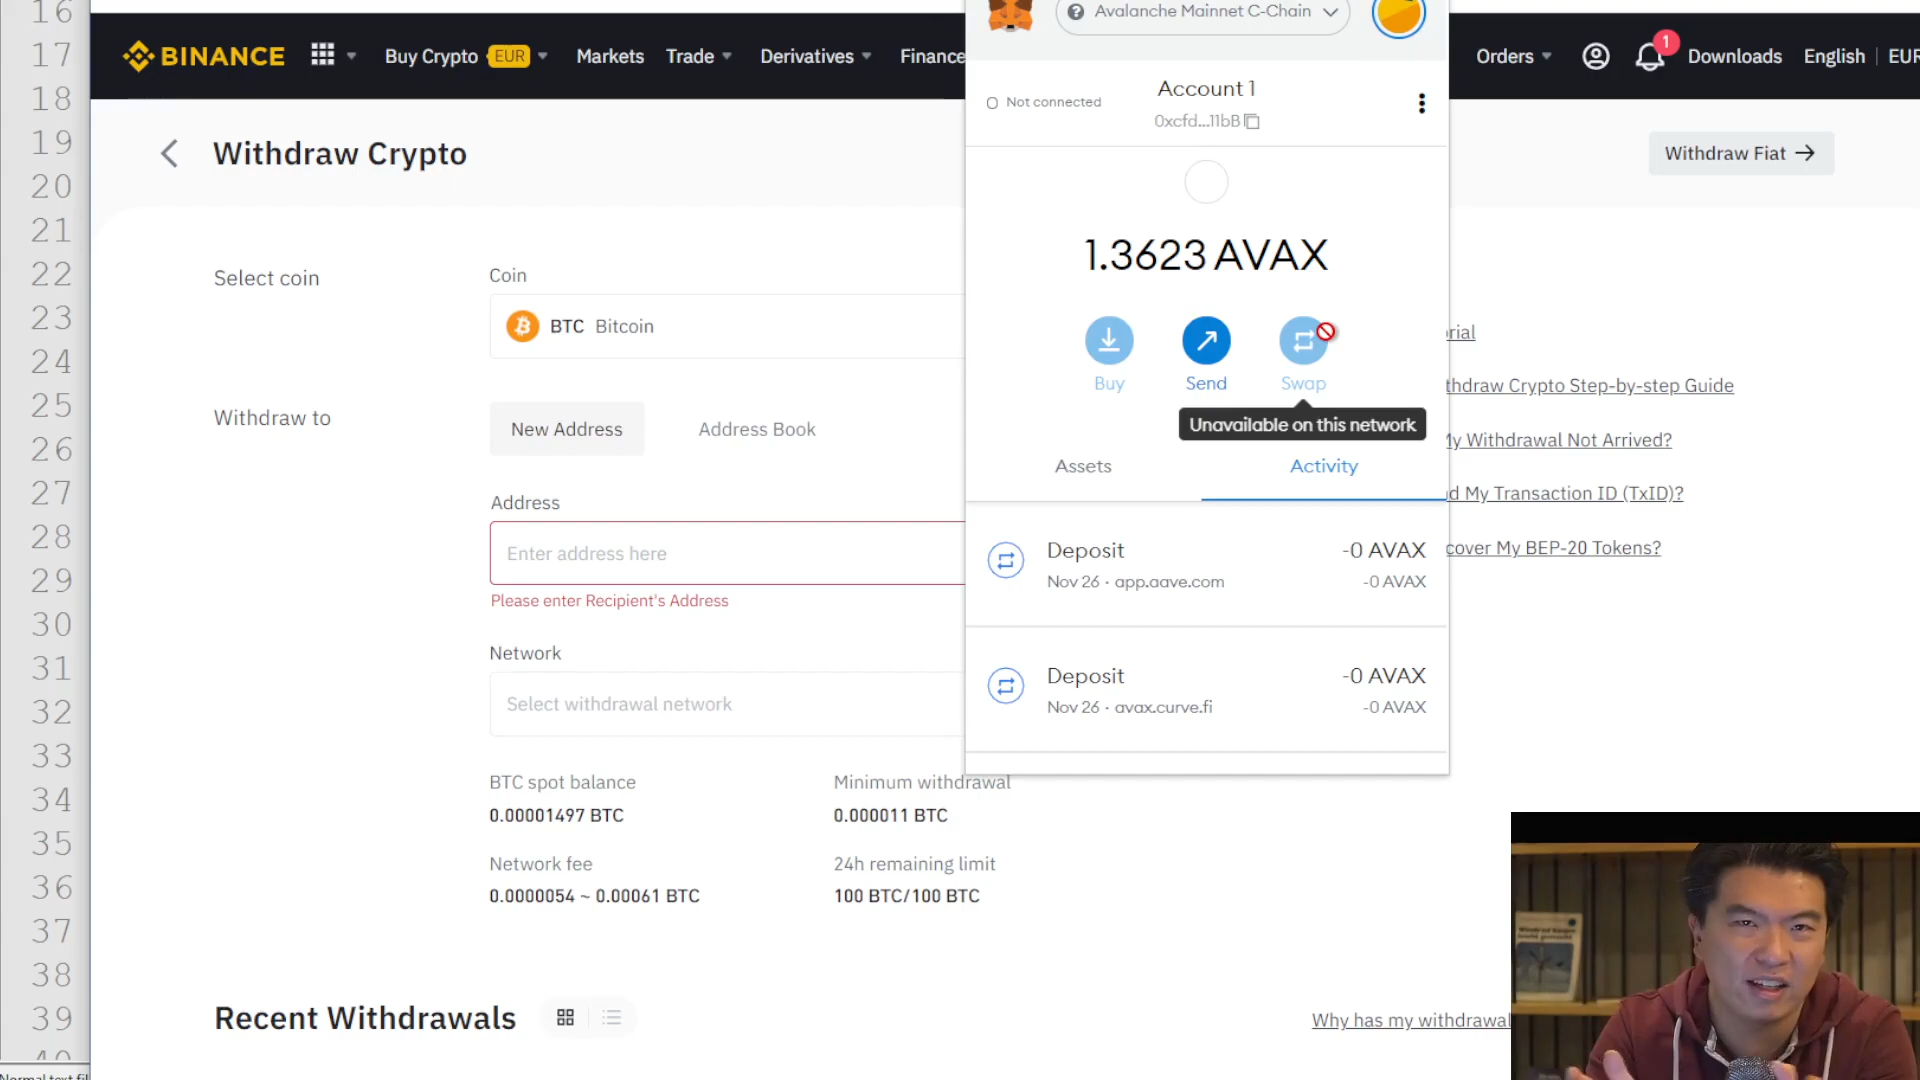 16
17
18
19
20
21
22
23
24
25
26
27
28
29
30
31
32
33
34
35
36
37
38
39
40
BINANCE
Buy Crypto EUR
Markets
Trade
Derivatives
Finance
Orders
1
Downloads
English
EUR
Withdraw Crypto
Withdraw Fiat
Select coin
Coin
BTC Bitcoin
Withdraw to
New Address
Address Book
Address
Enter address here
Please enter Recipient's Address
Network
Select withdrawal network
BTC spot balance
0.00001497 BTC
Minimum withdrawal
0.000011 BTC
Network fee
0.0000054 ~ 0.00061 BTC
24h remaining limit
100 BTC/100 BTC
Recent Withdrawals
Avalanche Mainnet C-Chain
Not connected
Account 1
0xcfd...11bB
1.3623 AVAX
Buy
Send
Swap
Unavailable on this network
Assets
Activity
Deposit
-0 AVAX
Nov 26 · app.aave.com
-0 AVAX
Deposit
-0 AVAX
Nov 26 · avax.curve.fi
-0 AVAX
rial
thdraw Crypto Step-by-step Guide
My Withdrawal Not Arrived?
d My Transaction ID (TxID)?
cover My BEP-20 Tokens?
Why has my withdrawal
Normal text fil